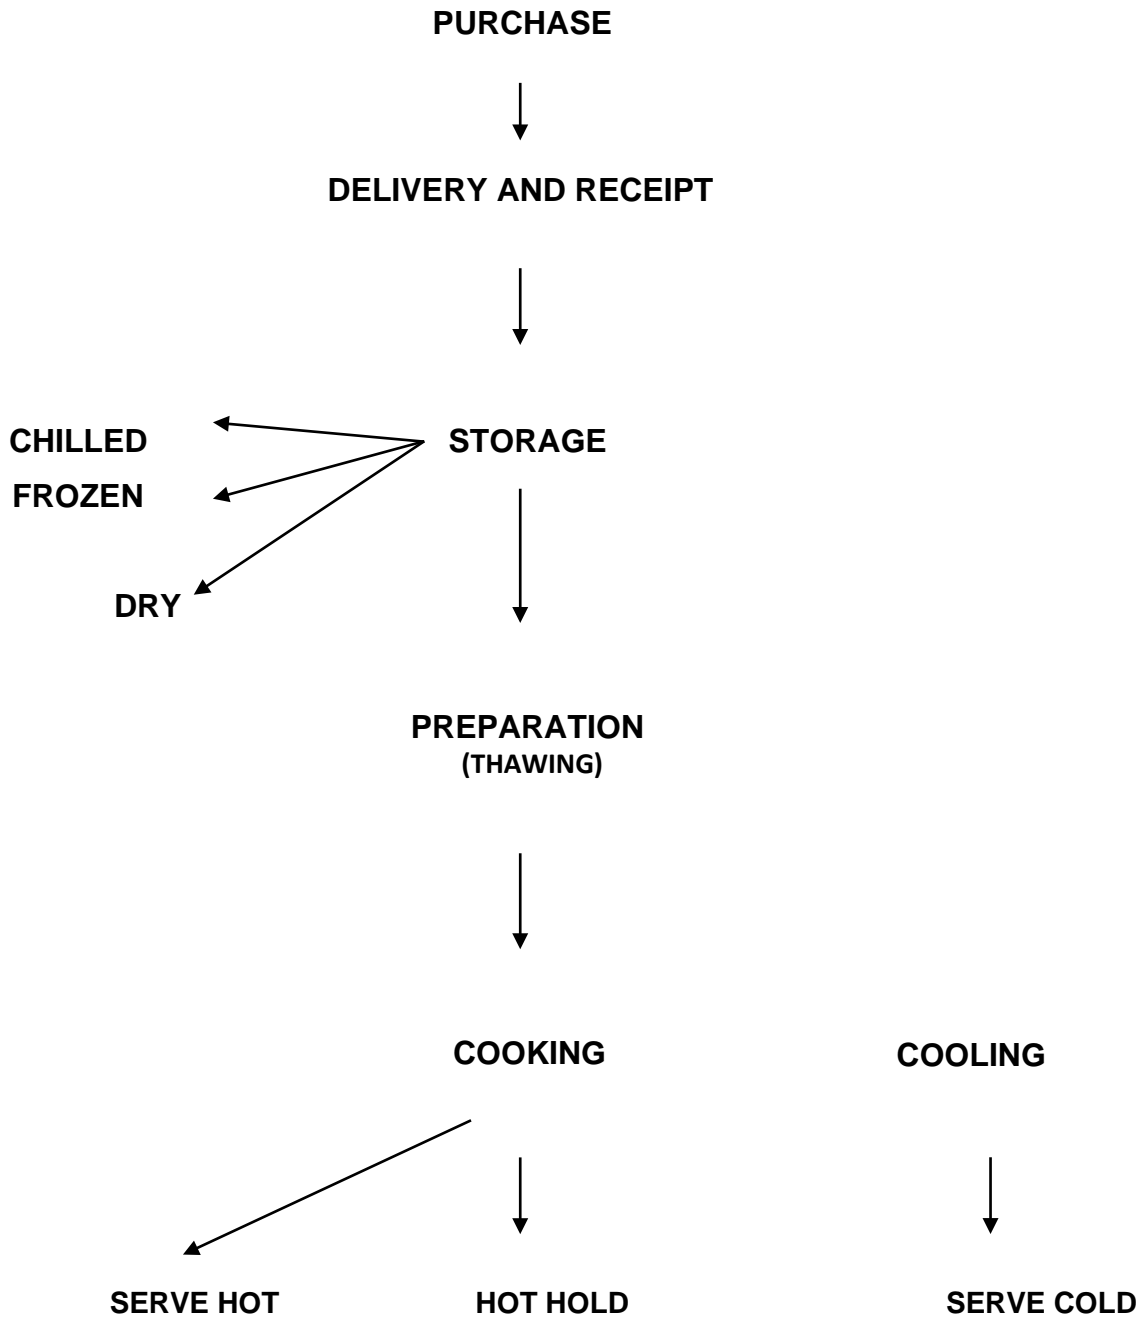 PURCHASE
DELIVERY AND RECEIPT
CHILLED
STORAGE
FROZEN
DRY
PREPARATION
(THAWING)
COOKING
COOLING
SERVE HOT
HOT HOLD
SERVE COLD